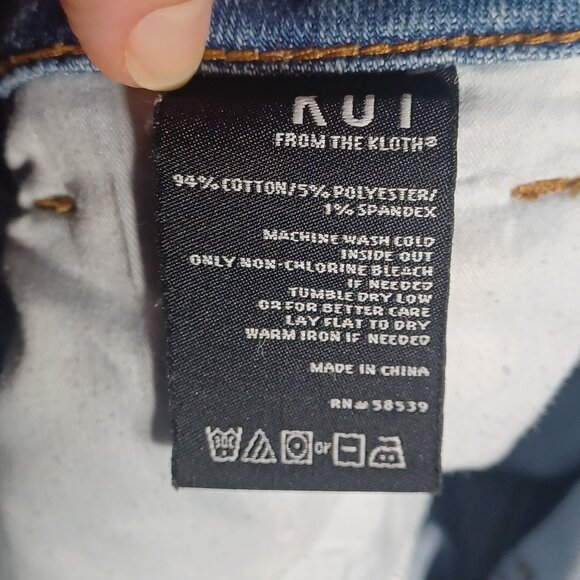 KUT
FROM THE KLOTH®
94% COTTON/5% POLYESTER/
1% SPANDEX
MACHINE WASH COLD
INSIDE OUT
ONLY NON-CHLORINE BLEACH
IF NEEDED
TUMBLE DRY LOW
OR FOR BETTER CARE
LAY FLAT TO DRY
WARM IRON IF NEEDED
MADE IN CHINA
RN# 58539
30C or